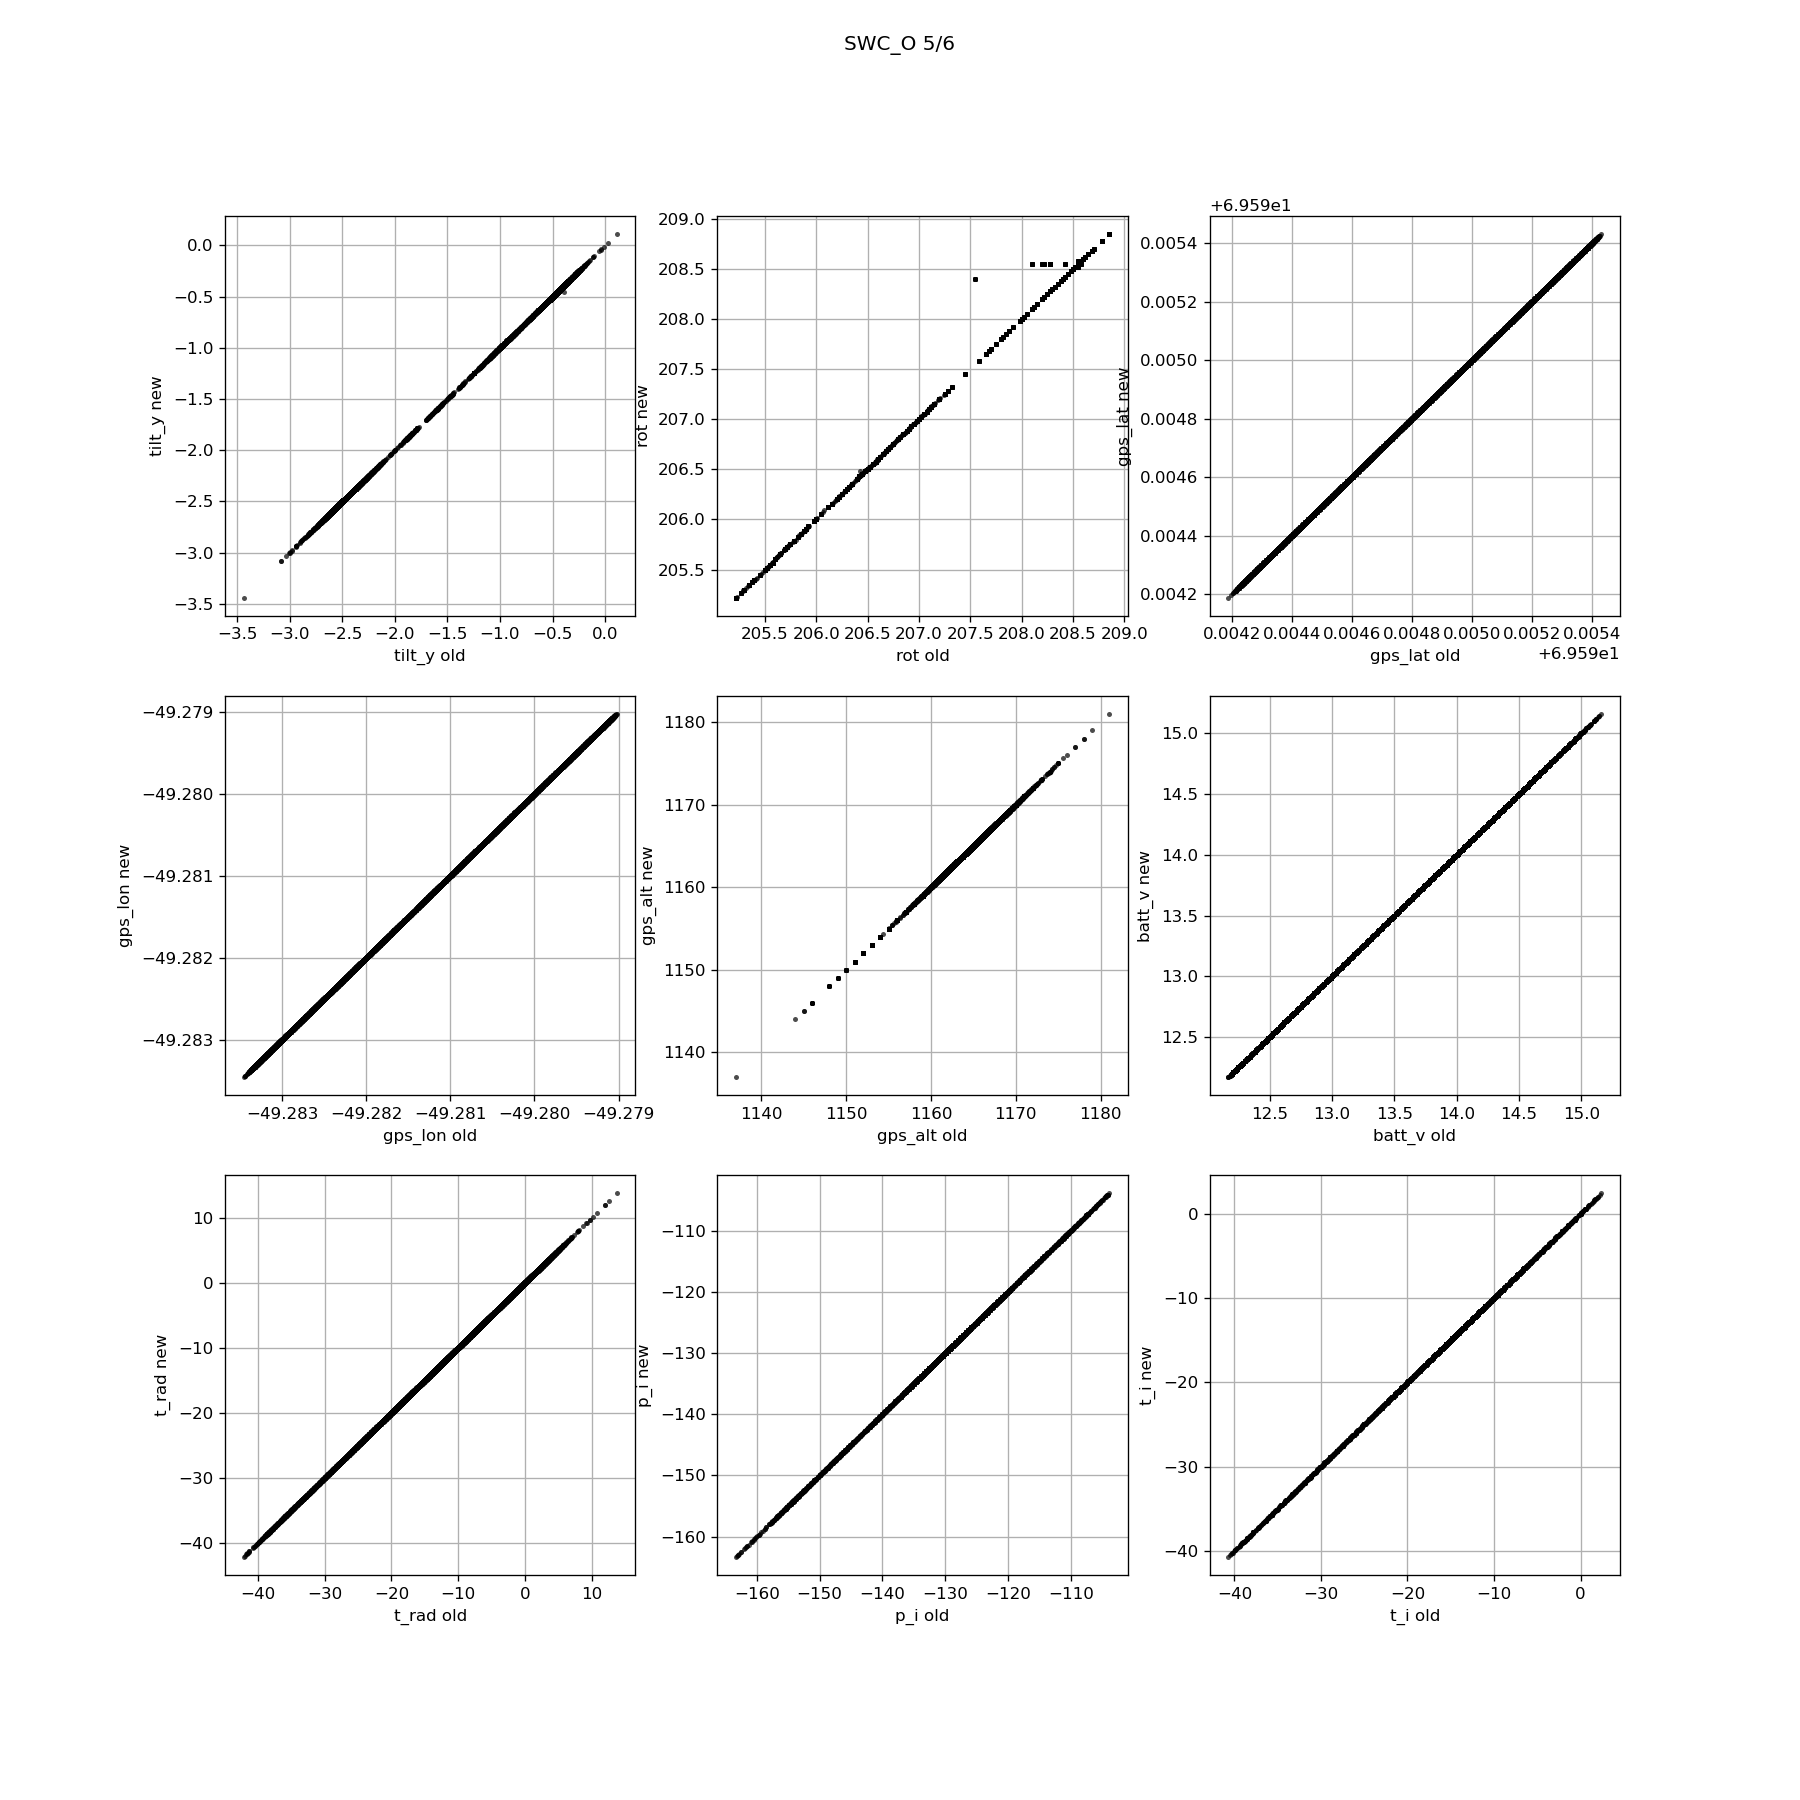 SWC_O 5/6
0.0
−0.5
−1.0
−1.5
−2.0
−2.5
−3.0
−3.5
tilt_y new
−3.5 −3.0 −2.5 −2.0 −1.5 −1.0 −0.5 0.0
tilt_y old
209.0
208.5
208.0
207.5
207.0
206.5
206.0
205.5
rot new
205.5 206.0 206.5 207.0 207.5 208.0 208.5 209.0
rot old
+6.959e1
0.0054
0.0052
0.0050
0.0048
0.0046
0.0044
0.0042
gps_lat new
0.0042 0.0044 0.0046 0.0048 0.0050 0.0052 0.0054
+6.959e1
gps_lat old
−49.279
−49.280
−49.281
−49.282
−49.283
gps_lon new
−49.283 −49.282 −49.281 −49.280 −49.279
gps_lon old
1180
1170
1160
1150
1140
gps_alt new
1140 1150 1160 1170 1180
gps_alt old
15.0
14.5
14.0
13.5
13.0
12.5
batt_v new
12.5 13.0 13.5 14.0 14.5 15.0
batt_v old
10
0
−10
−20
−30
−40
t_rad new
−40 −30 −20 −10 0 10
t_rad old
−110
−120
−130
−140
−150
−160
p_i new
−160 −150 −140 −130 −120 −110
p_i old
0
−10
−20
−30
−40
t_i new
−40 −30 −20 −10 0
t_i old